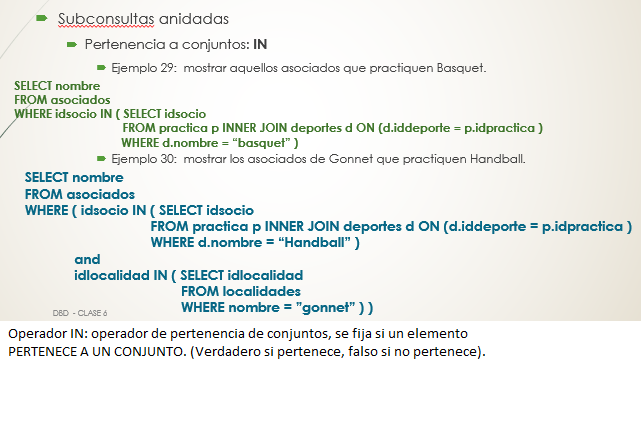 Subconsultas anidadas
Pertenencia a conjuntos: IN
Ejemplo 29: mostrar aquellos asociados que practiquen Basquet.
SELECT nombre
FROM asociados
WHERE idsocio IN ( SELECT idsocio
FROM practica p INNER JOIN deportes d ON (d.iddeporte = p.idpractica )
WHERE d.nombre = “basquet” )
Ejemplo 30: mostrar los asociados de Gonnet que practiquen Handball.
SELECT nombre
FROM asociados
WHERE ( idsocio IN ( SELECT idsocio
FROM practica p INNER JOIN deportes d ON (d.iddeporte = p.idpractica )
WHERE d.nombre = “Handball” )
and
idlocalidad IN ( SELECT idlocalidad
FROM localidades
WHERE nombre = ”gonnet” ) )
DBD - CLASE 6
Operador IN: operador de pertenencia de conjuntos, se fija si un elemento
PERTENECE A UN CONJUNTO. (Verdadero si pertenece, falso si no pertenece).